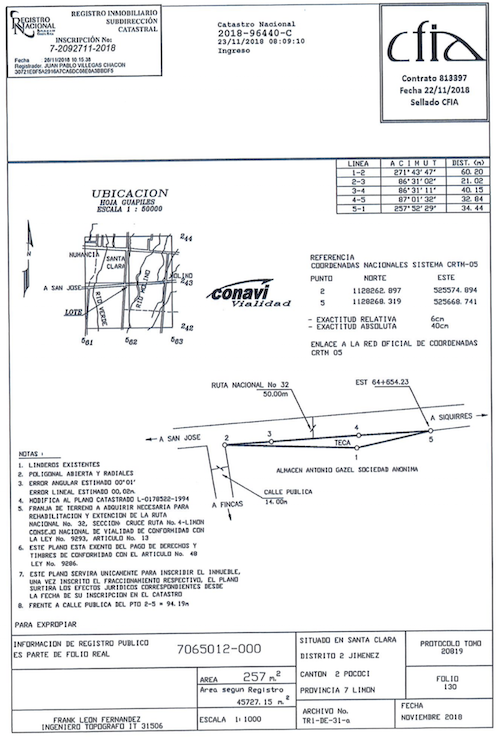 REGISTRO NACIONAL
REGISTRO INMOBILIARIO
SUBDIRECCIÓN
CATASTRAL
INSCRIPCIÓN No:
7-2092711-2018
Fecha 26/11/2018 10.15.38
Registrador: JUAN PABLO VILLEGAS CHACON
Catastro Nacional
2018-96440-C
23/11/2018 08:09:10
Ingreso
cfia
Contrato 813397
Fecha 22/11/2018
Sellado CFIA
LINEA ACIMUT DIST. (m)
1-2 271° 43' 47" 60.20
2-3 86° 31' 02" 21.02
3-4 86° 31' 11" 40.15
4-5 87° 01' 32" 32.84
5-1 257° 52' 29" 34.44
UBICACION
HOJA GUAPILES
ESCALA 1 : 50000
244
NUMANCIA
SANTA
CLARA
RIO MOLINO
MOLINO
243
A SAN JOSE
RIO VERDE
LOTE
242
561 562 563
conavi
Vialidad
REFERENCIA
COORDENADAS NACIONALES SISTEMA CRTM-05
PUNTO NORTE ESTE
2 1128262.897 525574.894
5 1128268.319 525668.741
- EXACTITUD RELATIVA 6cm
- EXACTITUD ABSOLUTA 40cm
ENLACE A LA RED OFICIAL DE COORDENADAS
CRTM 05
RUTA NACIONAL No 32
50.00m
EST 64+654.23
A SIQUIRRES
A SAN JOSE
2
3
4
5
TECA
1
ALMACEN ANTONIO GAZEL SOCIEDAD ANONIMA
CALLE PUBLICA
14.00m
A FINCAS
NOTAS :
1. LINDEROS EXISTENTES
2. POLIGONAL ABIERTA Y RADIALES
3. ERROR ANGULAR ESTIMADO 00°01'
ERROR LINEAL ESTIMADO 00,02m.
4. MODIFICA AL PLANO CATASTRADO L-0178522-1994
5. FRANJA DE TERRENO A ADQUIRIR NECESARIA PARA
REHABILITACION Y EXTENCION DE LA RUTA
NACIONAL No. 32, SECCION: CRUCE RUTA No. 4-LIMON
CONSEJO NACIONAL DE VIALIDAD DE CONFORMIDAD CON
LA LEY No. 9293, ARTICULO No. 13
6. ESTE PLANO ESTA EXENTO DEL PAGO DE DERECHOS Y
TIMBRES DE CONFORMIDAD CON EL ARTICULO No. 48
LEY No. 9286.
7. ESTE PLANO SERVIRA UNICAMENTE PARA INSCRIBIR EL INMUEBLE,
UNA VEZ INSCRITO EL FRACCIONAMIENTO RESPECTIVO, EL PLANO
SURTIRA LOS EFECTOS JURIDICOS CORRESPONDIENTES DESDE
LA FECHA DE SU INSCRIPCION EN EL CATASTRO
8. FRENTE A CALLE PUBLICA DEL PTO 2-5 = 94.19m
PARA EXPROPIAR
INFORMACION DE REGISTRO PUBLICO
ES PARTE DE FOLIO REAL
7065012-000
SITUADO EN SANTA CLARA
DISTRITO 2 JIMENEZ
CANTON 2 POCOCI
PROVINCIA 7 LIMON
PROTOCOLO TOMO
20819
FOLIO
130
AREA 257 m.²
Area segun Registro
45727.15 m.²
FRANK LEON FERNANDEZ
INGENIERO TOPOGRAFO IT 31506
ESCALA 1:1000
ARCHIVO No.
TR1-DE-31-a
FECHA
NOVIEMBRE 2018